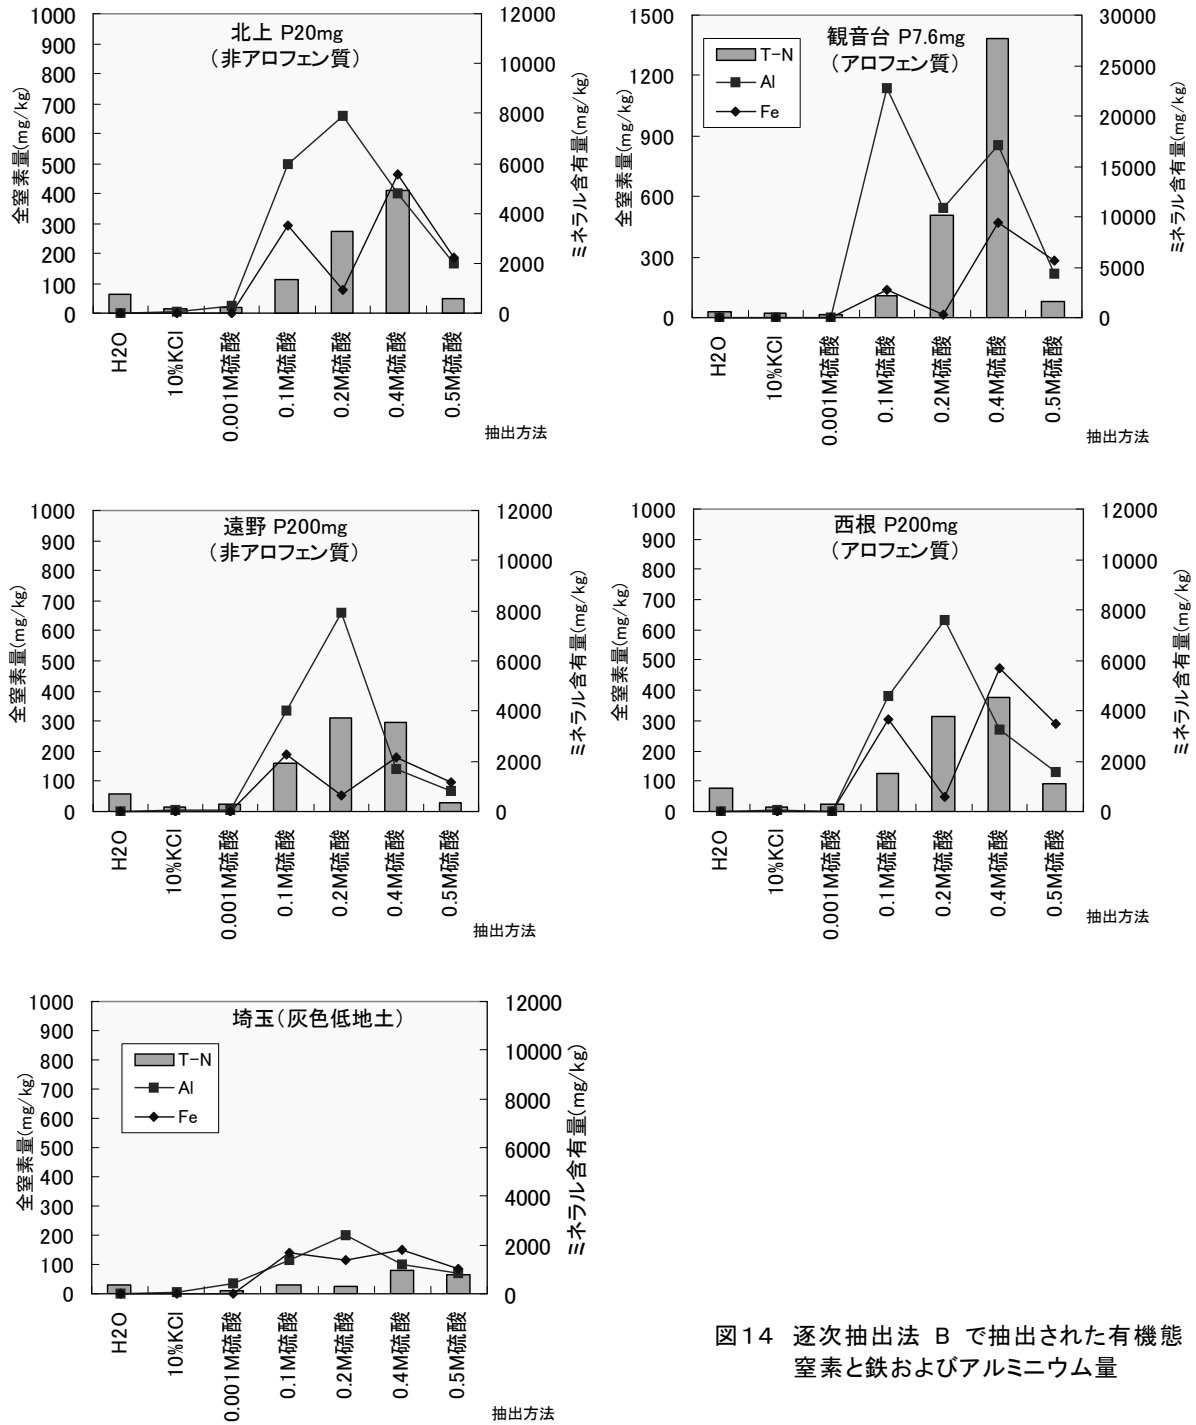 北上 P20mg
（非アロフェン質）
全窒素量(mg/kg)
1000
900
800
700
600
500
400
300
200
100
0
12000
10000
8000
6000
4000
2000
0
ミネラル含有量(mg/kg)
H2O
10%KCl
0.001M硫酸
0.1M硫酸
0.2M硫酸
0.4M硫酸
0.5M硫酸
抽出方法
観音台 P7.6mg
（アロフェン質）
T-N
Al
Fe
全窒素量(mg/kg)
1500
1200
900
600
300
0
30000
25000
20000
15000
10000
5000
0
ミネラル含有量(mg/kg)
H2O
10%KCl
0.001M硫酸
0.1M硫酸
0.2M硫酸
0.4M硫酸
0.5M硫酸
抽出方法
遠野 P200mg
（非アロフェン質）
全窒素量(mg/kg)
1000
900
800
700
600
500
400
300
200
100
0
12000
10000
8000
6000
4000
2000
0
ミネラル含有量(mg/kg)
H2O
10%KCl
0.001M硫酸
0.1M硫酸
0.2M硫酸
0.4M硫酸
0.5M硫酸
抽出方法
西根 P200mg
（アロフェン質）
全窒素量(mg/kg)
1000
900
800
700
600
500
400
300
200
100
0
12000
10000
8000
6000
4000
2000
0
ミネラル含有量(mg/kg)
H2O
10%KCl
0.001M硫酸
0.1M硫酸
0.2M硫酸
0.4M硫酸
0.5M硫酸
抽出方法
埼玉（灰色低地土）
T-N
Al
Fe
全窒素量(mg/kg)
1000
900
800
700
600
500
400
300
200
100
0
12000
10000
8000
6000
4000
2000
0
ミネラル含有量(mg/kg)
H2O
10%KCl
0.001M硫酸
0.1M硫酸
0.2M硫酸
0.4M硫酸
0.5M硫酸
抽出方法
図14 逐次抽出法 B で抽出された有機態
窒素と鉄およびアルミニウム量